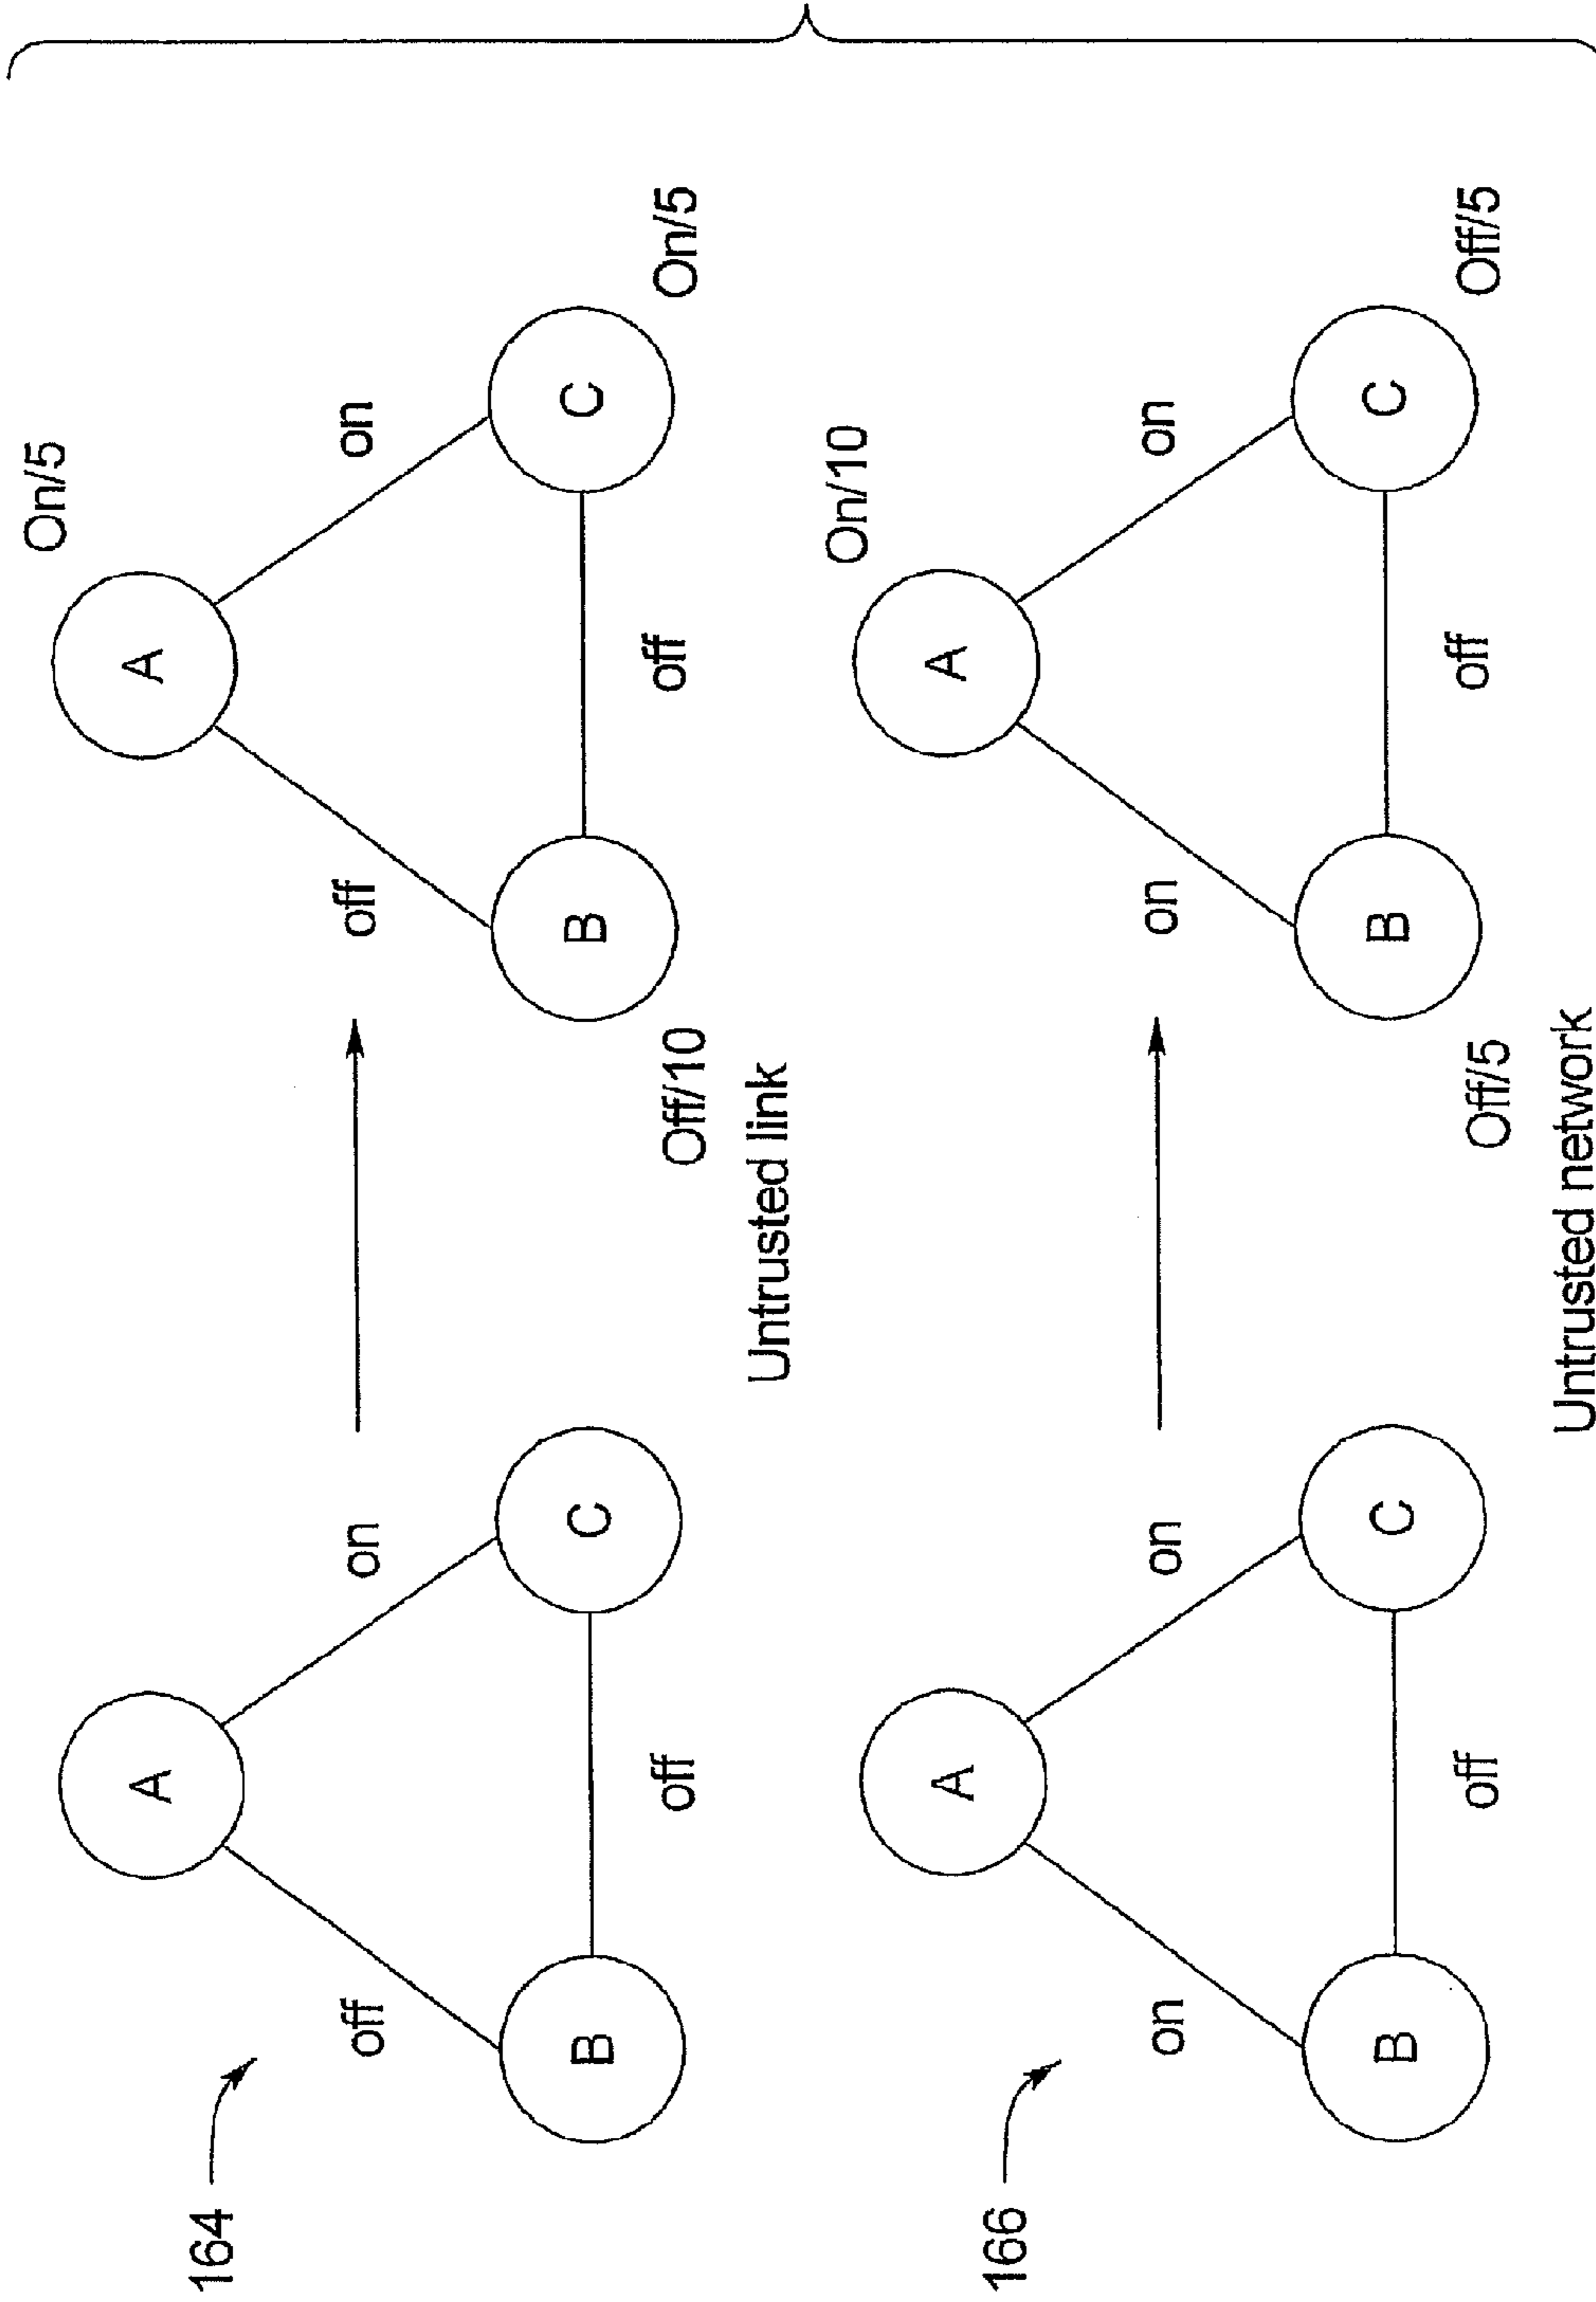 164
A
off
on
B
C
off
On/5
A
off
on
B
C
Off/10
off
On/5
Untrusted link
166
A
on
on
B
C
off
On/10
A
on
on
B
C
Off/5
off
Off/5
Untrusted network